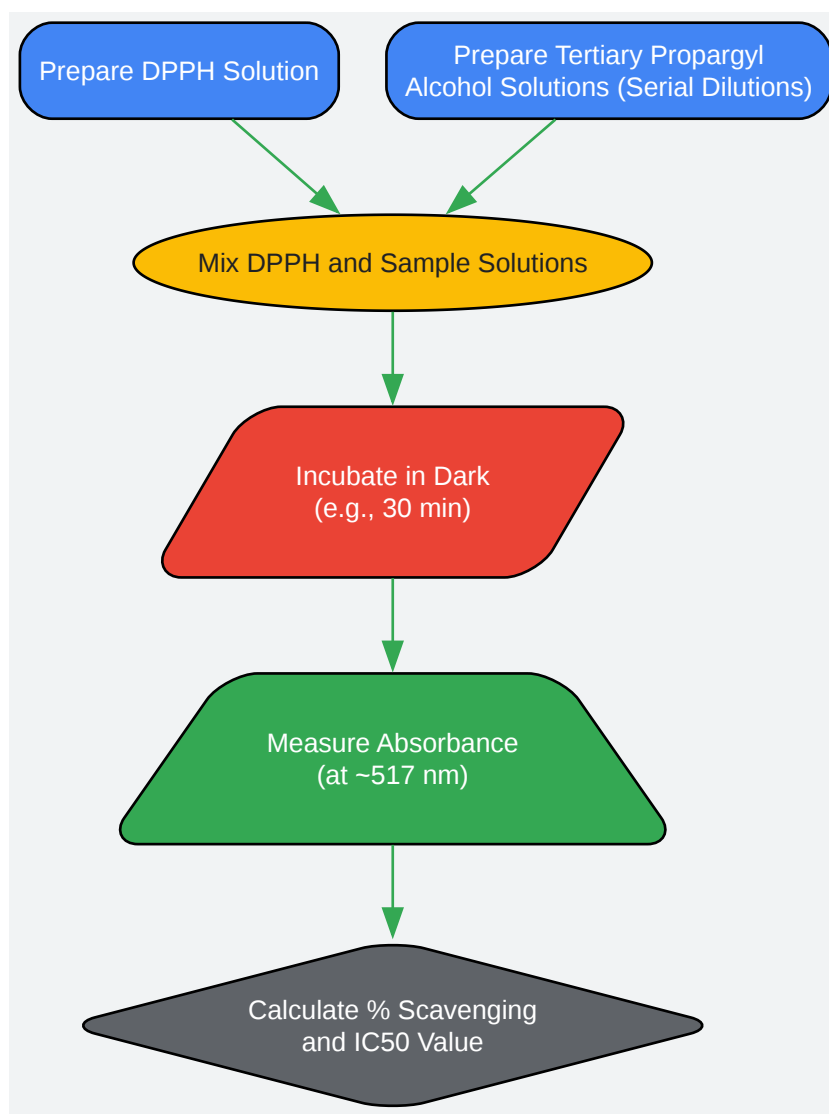 Prepare DPPH Solution
Prepare Tertiary Propargyl
Alcohol Solutions (Serial Dilutions)
Mix DPPH and Sample Solutions
Incubate in Dark
(e.g., 30 min)
Measure Absorbance
(at ~517 nm)
Calculate % Scavenging
and IC50 Value